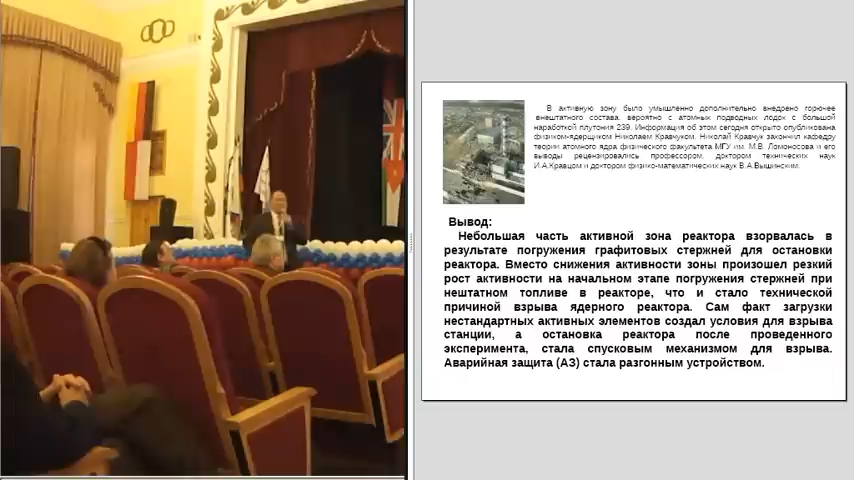 В активную зону было умышленно дополнительно внедрено горючее
внештатного состава, вероятно с атомных подводных лодок с большой
наработкой плутония 239. Информация об этом сегодня открыто опубликована
физиком-ядерщиком Николаем Кравчуком. Николай Кравчук закончил кафедру
теории атомного ядра физического факультета МГУ им. М.В. Ломоносова и его
выводы рецензировались профессором, доктором технических наук
И.А.Кравцом и доктором физико-математических наук В.А.Вышинским.
Вывод:
Небольшая часть активной зона реактора взорвалась в
результате погружения графитовых стержней для остановки
реактора. Вместо снижения активности зоны произошел резкий
рост активности на начальном этапе погружения стержней при
нештатном топливе в реакторе, что и стало технической
причиной взрыва ядерного реактора. Сам факт загрузки
нестандартных активных элементов создал условия для взрыва
станции, а остановка реактора после проведенного
эксперимента, стала спусковым механизмом для взрыва.
Аварийная защита (АЗ) стала разгонным устройством.